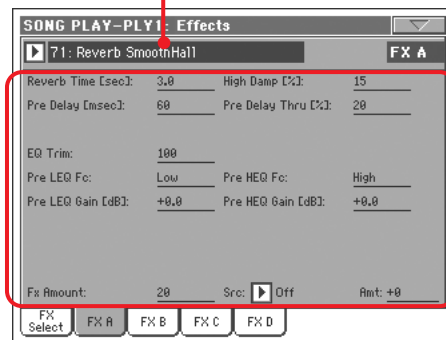 SONG PLAY-PLY1: Effects
71: Reverb SmoothHall FX A
Reverb Time [sec]: 3.0 High Damp [%]: 15
Pre Delay [msec]: 60 Pre Delay Thru [%]: 20
EQ Trim: 100
Pre LEQ Fc: Low Pre HEQ Fc: High
Pre LEQ Gain [dB]: +0.0 Pre HEQ Gain [dB]: +0.0
Fx Amount: 20 Src: Off Amt: +0
FX Select FX A FX B FX C FX D